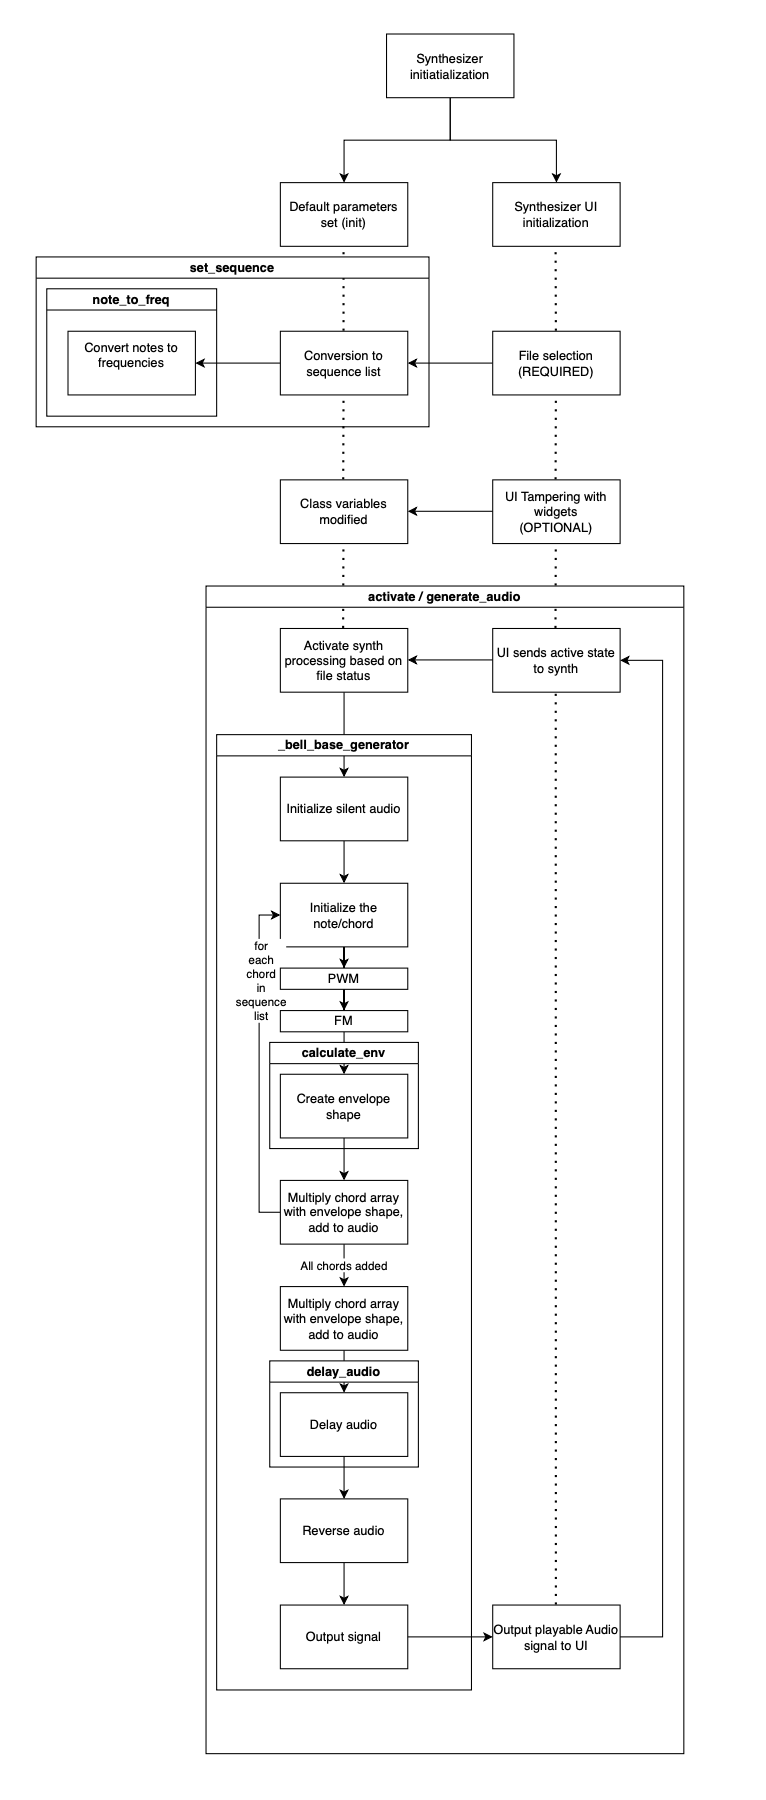 Synthesizer
initiatialization
Default parameters
set (init)
Synthesizer UI
initialization
set_sequence
note_to_freq
Convert notes to
frequencies
Conversion to
sequence list
File selection
(REQUIRED)
Class variables
modified
UI Tampering with
widgets
(OPTIONAL)
activate / generate_audio
Activate synth
processing based on
file status
UI sends active state
to synth
_bell_base_generator
Initialize silent audio
Initialize the
note/chord
for
each
chord
in
sequence
list
PWM
FM
calculate_env
Create envelope
shape
Multiply chord array
with envelope shape,
add to audio
All chords added
Multiply chord array
with envelope shape,
add to audio
delay_audio
Delay audio
Reverse audio
Output signal
Output playable Audio
signal to UI